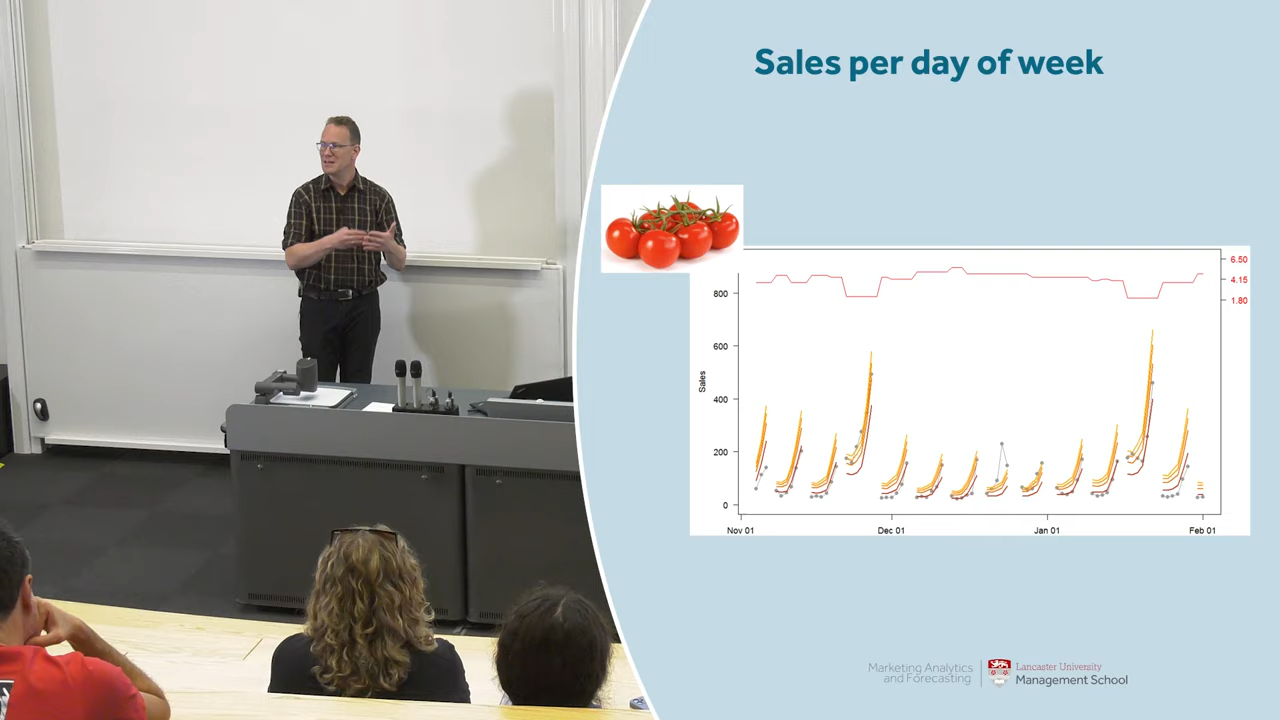 Sales per day of week
6.50
4.15
1.80
800
600
400
200
0
Sales
Nov 01
Dec 01
Jan 01
Feb 01
Marketing Analytics
and Forecasting
Lancaster University
Management School